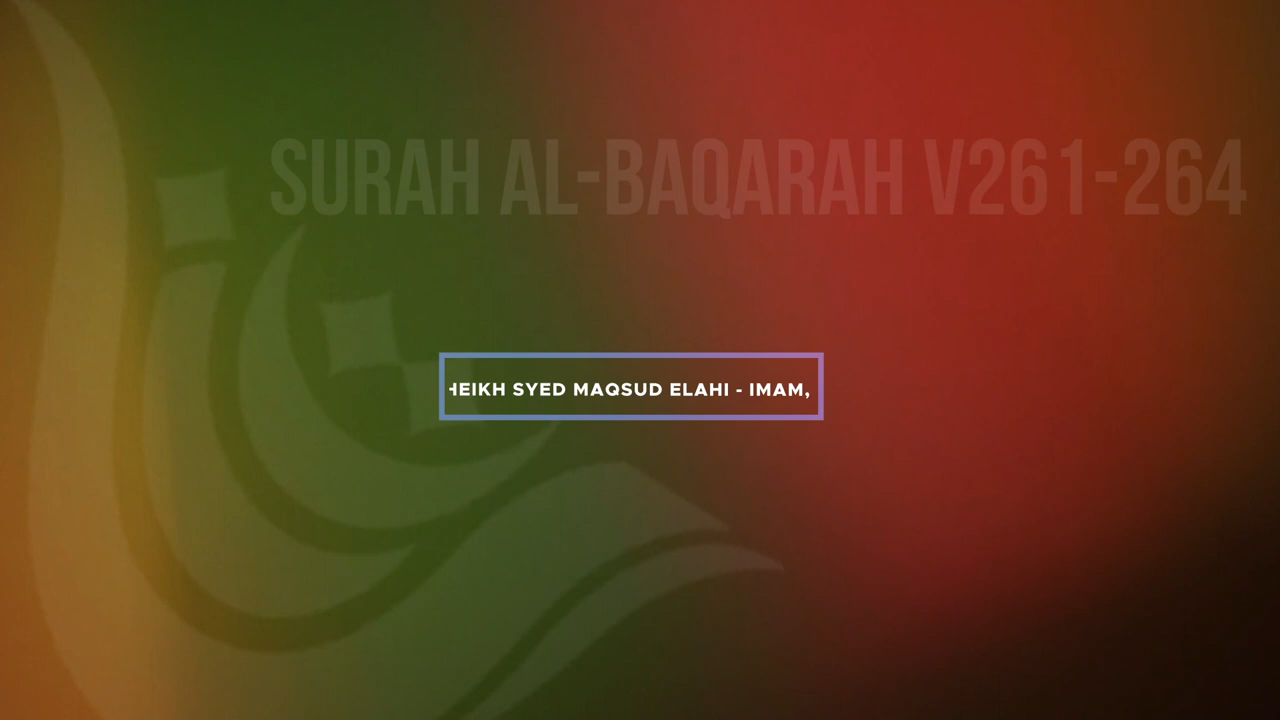 SURAH AL-BAQARAH V261-264
HEIKH SYED MAQSUD ELAHI - IMAM,